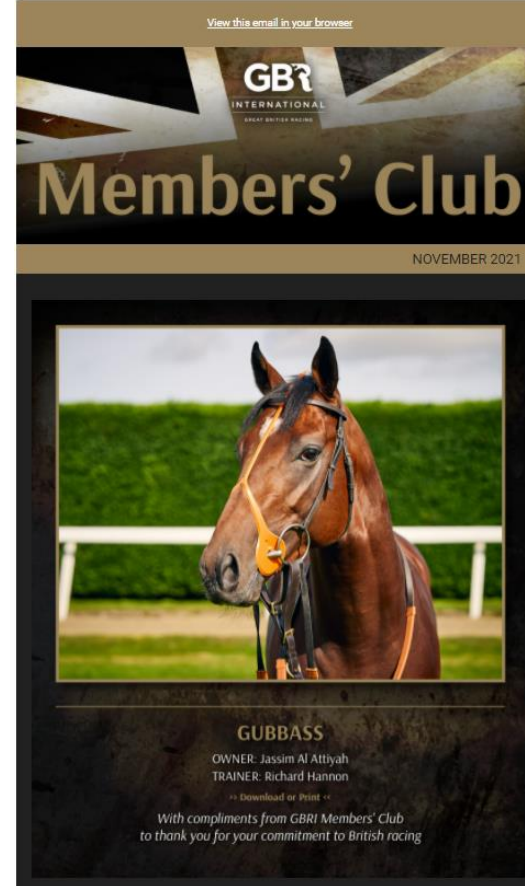 View this email in your browser
GBR
INTERNATIONAL
GREAT BRITISH RACING
Members' Club
NOVEMBER 2021
GUBBASS
OWNER: Jassim Al Attiyah
TRAINER: Richard Hannon
>> Download or Print <<
With compliments from GBRI Members' Club
to thank you for your commitment to British racing